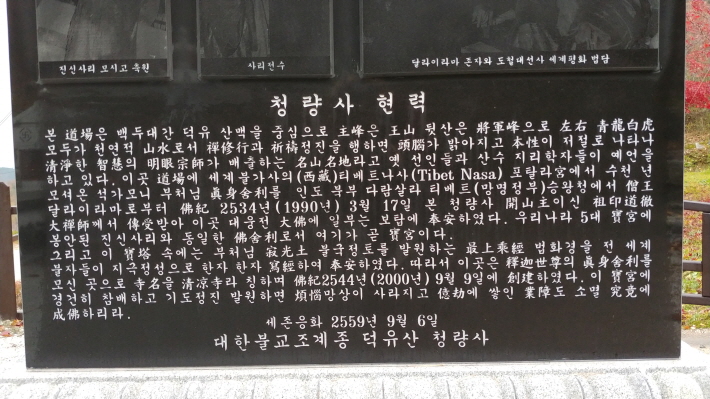 진신사리 모시고 축원
사리전수
달라이라마 존자와 도철대선사 세계평화 법담
청량사 현력
본 道場은 백두대간 덕유 산맥을 중심으로 主峰은 王山 뒷산은 將軍峰으로 左右 靑龍白虎
모두가 천연적 山水로서 禪修行과 祈禱정진을 행하면 頭腦가 밝아지고 本性이 저절로 나타나
淸淨한 智慧의 明眼宗師가 배출하는 名山名地라고 옛 선인들과 산수 지리학자들이 예언을
하고 있다. 이곳 道場에 세계불가사의(西藏)티베트나사(Tibet Nasa) 포탈라宮에서 수천 년
모셔온 석가모니 부처님 眞身舍利를 인도 북부 다람살라 티베트(망명정부)승왕청에서 僧王
달라이라마로부터 佛紀 2534년(1990년) 3월 17일 본 청량사 開山主이신 祖印道徹
大禪師께서 傳受받아 이곳 대웅전 大佛에 일부는 보탑에 奉安하였다. 우리나라 5대 寶宮에
봉안된 진신사리와 동일한 佛舍利로서 여기가 곧 寶宮이다.
그리고 이 寶塔 속에는 부처님 寂光土 불국정토를 발원하는 最上乘經 법화경을 전 세계
불자들이 지극정성으로 한자 한자 寫經하여 奉安하였다. 따라서 이곳은 釋迦世尊의 眞身舍利를
모신 곳으로 寺名을 淸凉寺라 칭하며 佛紀2544년(2000년) 9월 9일에 創建하였다. 이 寶宮에
경건히 참배하고 기도정진 발원하면 煩惱망상이 사라지고 億劫에 쌓인 業障도 소멸 究竟에
成佛하리라.
세존응화 2559년 9월 6일
대한불교조계종 덕유산 청량사